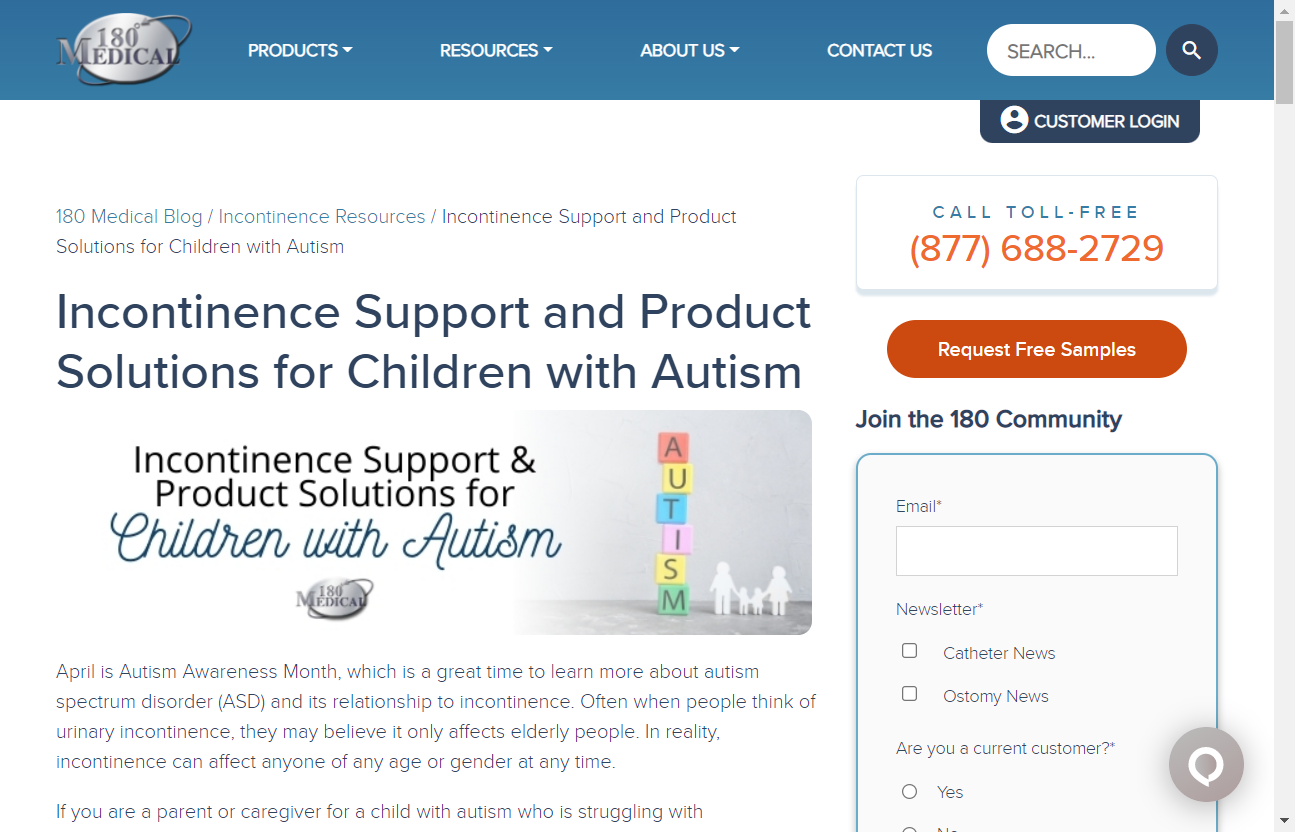 180°
MEDICAL
PRODUCTS
RESOURCES
ABOUT US
CONTACT US
SEARCH...
CUSTOMER LOGIN
180 Medical Blog / Incontinence Resources / Incontinence Support and Product
Solutions for Children with Autism
Incontinence Support and Product
Solutions for Children with Autism
Incontinence Support &
Product Solutions for
Children with Autism
180°
MEDICAL
A
U
T
I
S
M
April is Autism Awareness Month, which is a great time to learn more about autism
spectrum disorder (ASD) and its relationship to incontinence. Often when people think of
urinary incontinence, they may believe it only affects elderly people. In reality,
incontinence can affect anyone of any age or gender at any time.
If you are a parent or caregiver for a child with autism who is struggling with
CALL TOLL-FREE
(877) 688-2729
Request Free Samples
Join the 180 Community
Email*
Newsletter*
Catheter News
Ostomy News
Are you a current customer?*
Yes
No